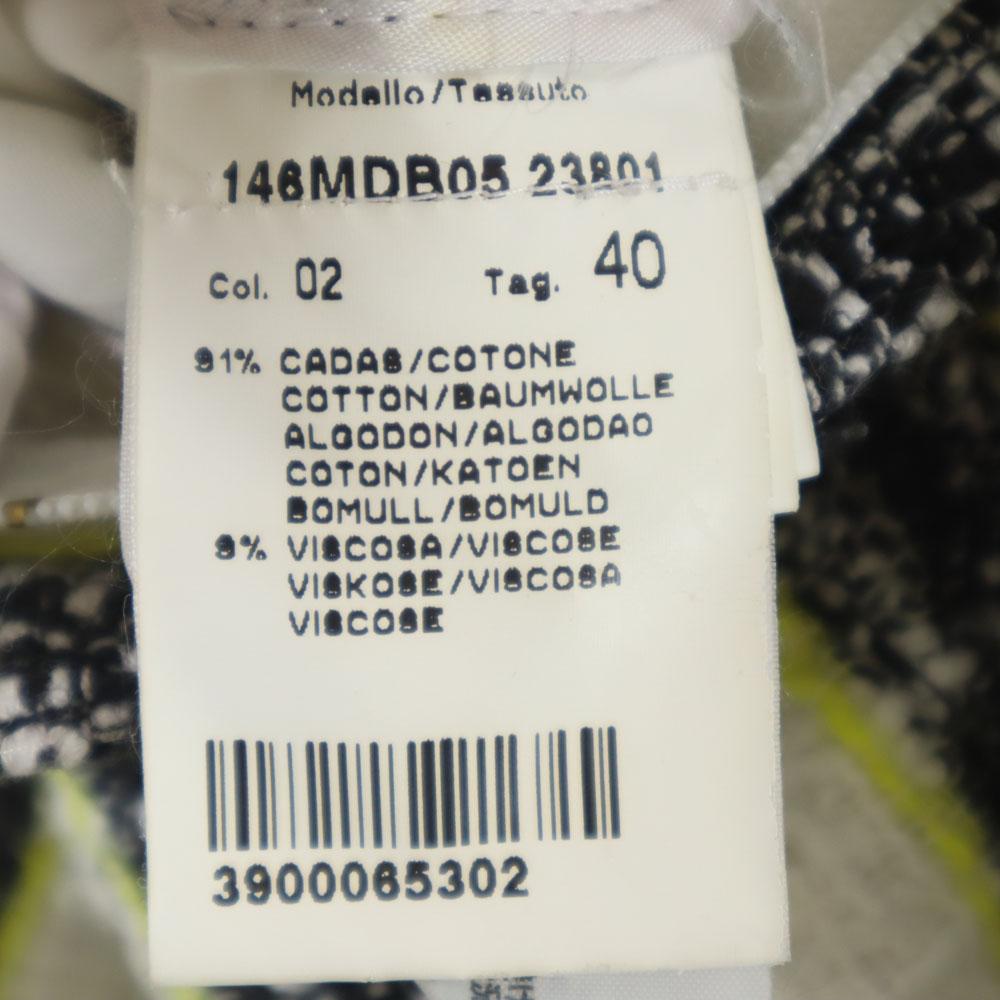 Modello/Tessuto
146MDB05 23801
Col. 02 Tag. 40
91% CADAS/COTONE
COTTON/BAUMWOLLE
ALGODON/ALGODAO
COTON/KATOEN
BOMULL/BOMULD
9% VISCOSA/VISCOSE
VISKOSE/VISCOSA
VISCOSE
3900065302